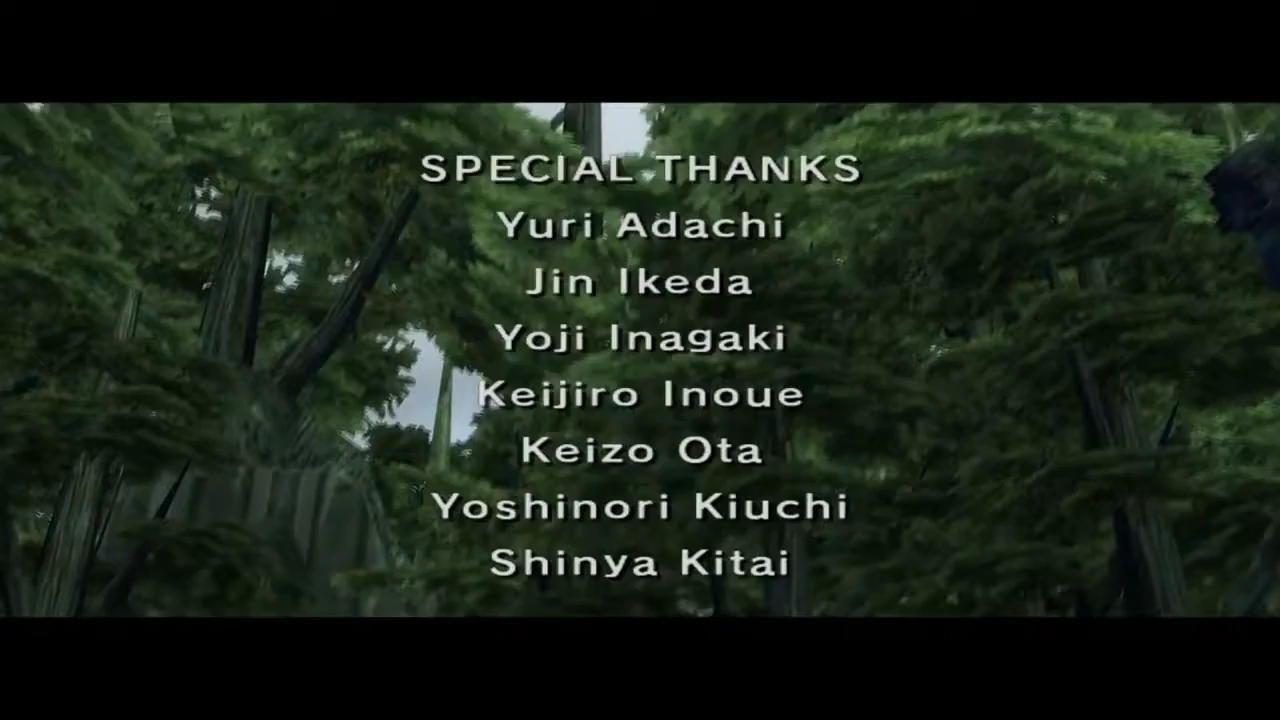 SPECIAL THANKS
Yuri Adachi
Jin Ikeda
Yoji Inagaki
Keijiro Inoue
Keizo Ota
Yoshinori Kiuchi
Shinya Kitai